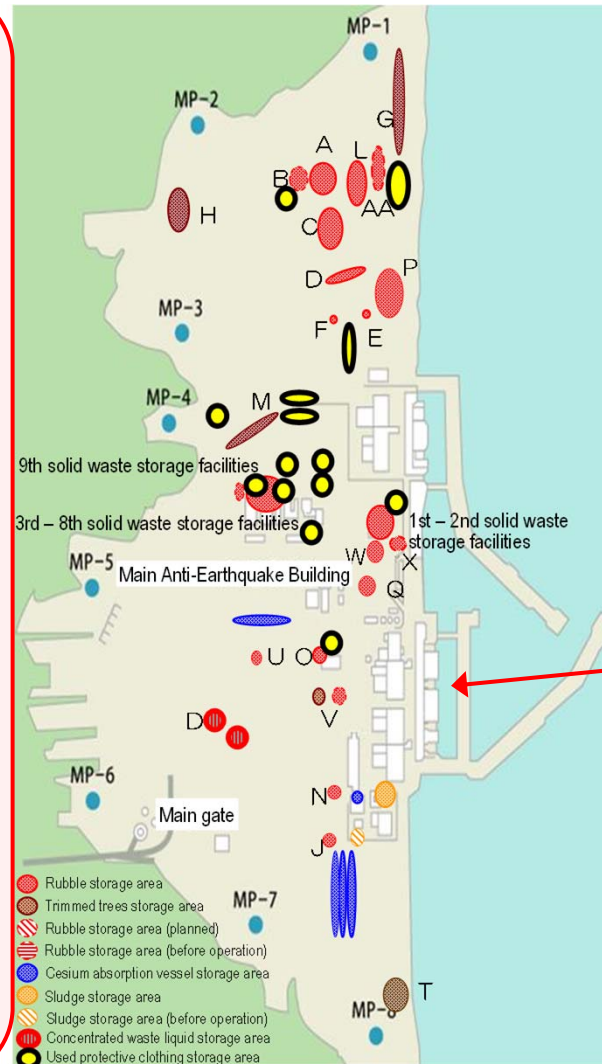 MP-1
MP-2
G
A
L
B
AA
H
C
D
P
MP-3
F
E
MP-4
M
9th solid waste storage facilities
3rd – 8th solid waste storage facilities
1st – 2nd solid waste
storage facilities
W
X
Main Anti-Earthquake Building
MP-5
Q
U
O
V
D
MP-6
N
Main gate
J
Rubble storage area
Trimmed trees storage area
MP-7
Rubble storage area (planned)
Rubble storage area (before operation)
Cesium absorption vessel storage area
T
Sludge storage area
MP-8
Sludge storage area (before operation)
Concentrated waste liquid storage area
Used protective clothing storage area